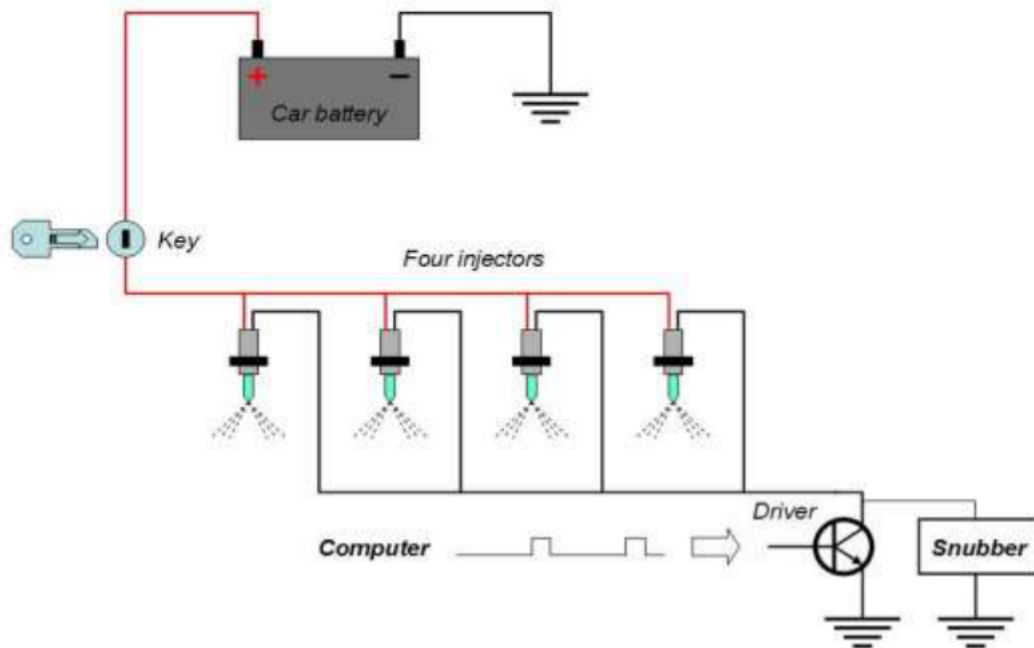 + −
Car battery
Key
Four injectors
Driver
Computer
Snubber